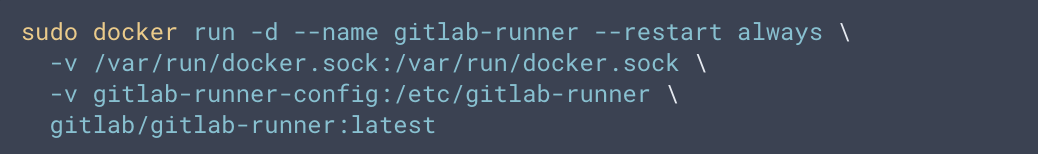 sudo docker run -d --name gitlab-runner --restart always \
-v /var/run/docker.sock:/var/run/docker.sock \
-v gitlab-runner-config:/etc/gitlab-runner \
gitlab/gitlab-runner:latest